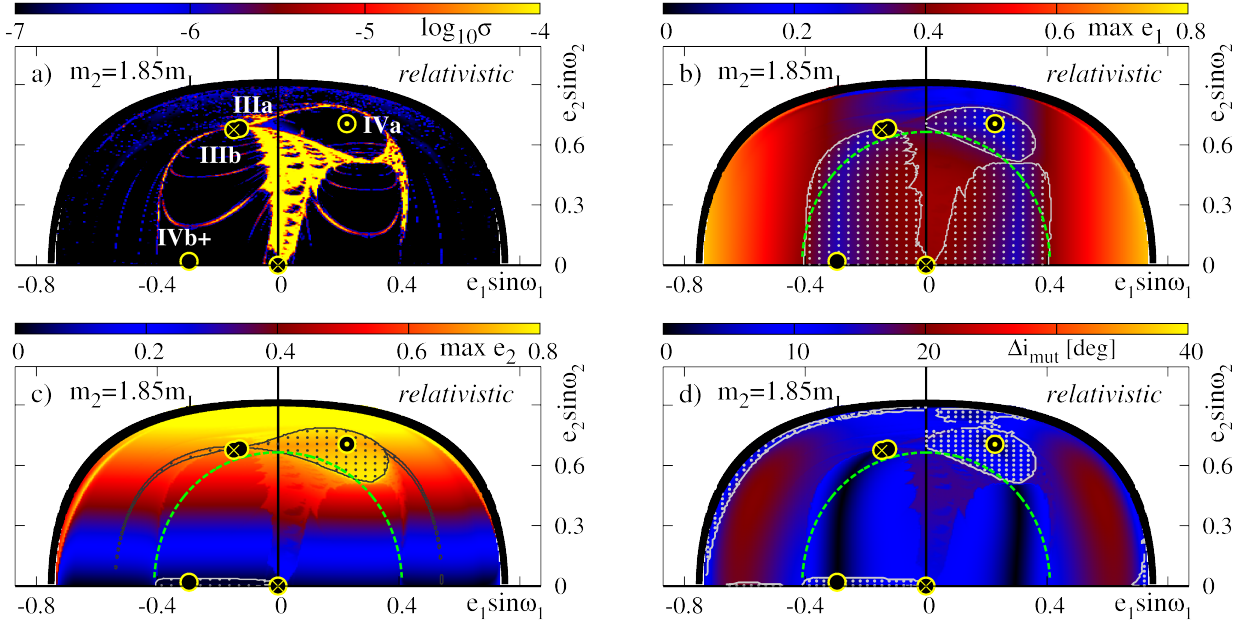 -7 -6 -5 log₁₀σ -4
a) m₂=1.85m relativistic
IIIa
IVa
IIIb
IVb+
e₂sinω₂
0.6
0.3
0
-0.8 -0.4 0 0.4 e₁sinω₁
0 0.2 0.4 0.6 max e₁ 0.8
b) m₂=1.85m relativistic
e₂sinω₂
0.6
0.3
0
-0.8 -0.4 0 0.4 e₁sinω₁
0 0.2 0.4 0.6 max e₂ 0.8
c) m₂=1.85m relativistic
e₂sinω₂
0.6
0.3
0
-0.8 -0.4 0 0.4 e₁sinω₁
0 10 20 Δi_mut [deg] 40
d) m₂=1.85m relativistic
e₂sinω₂
0.6
0.3
0
-0.8 -0.4 0 0.4 e₁sinω₁